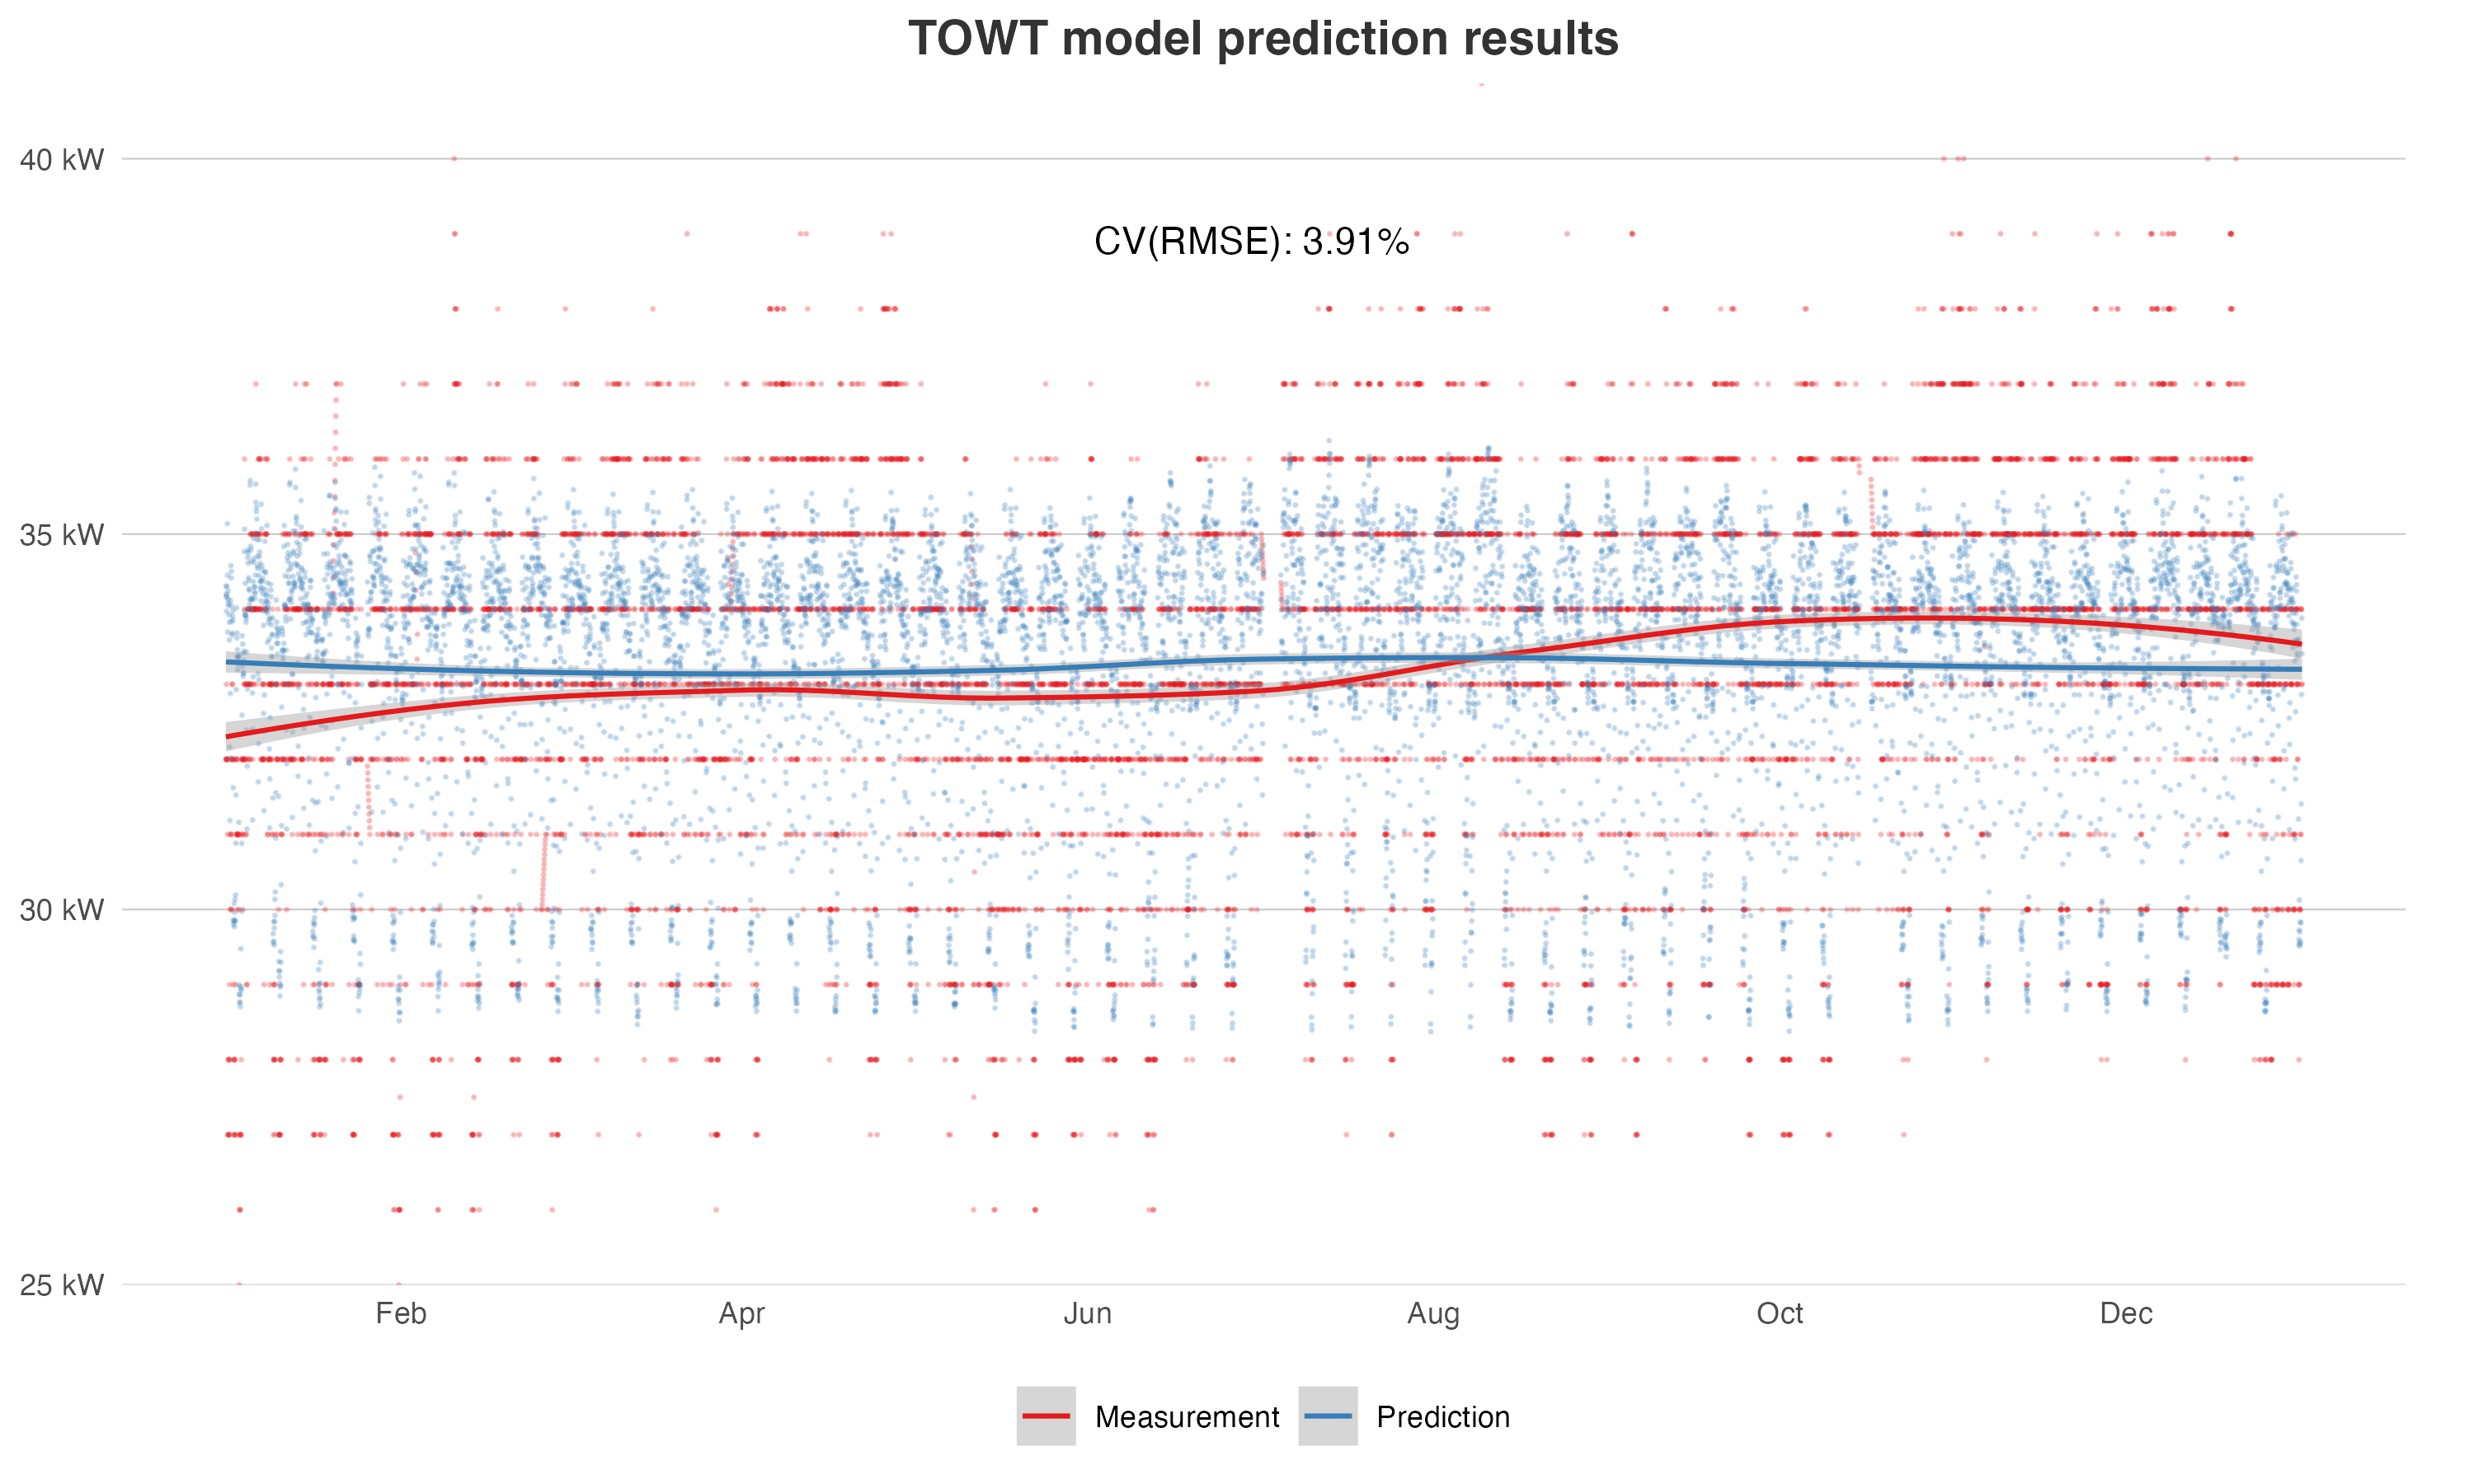 TOWT model prediction results
40 kW
CV(RMSE): 3.91%
35 kW
30 kW
25 kW
Feb Apr Jun Aug Oct Dec
Measurement Prediction